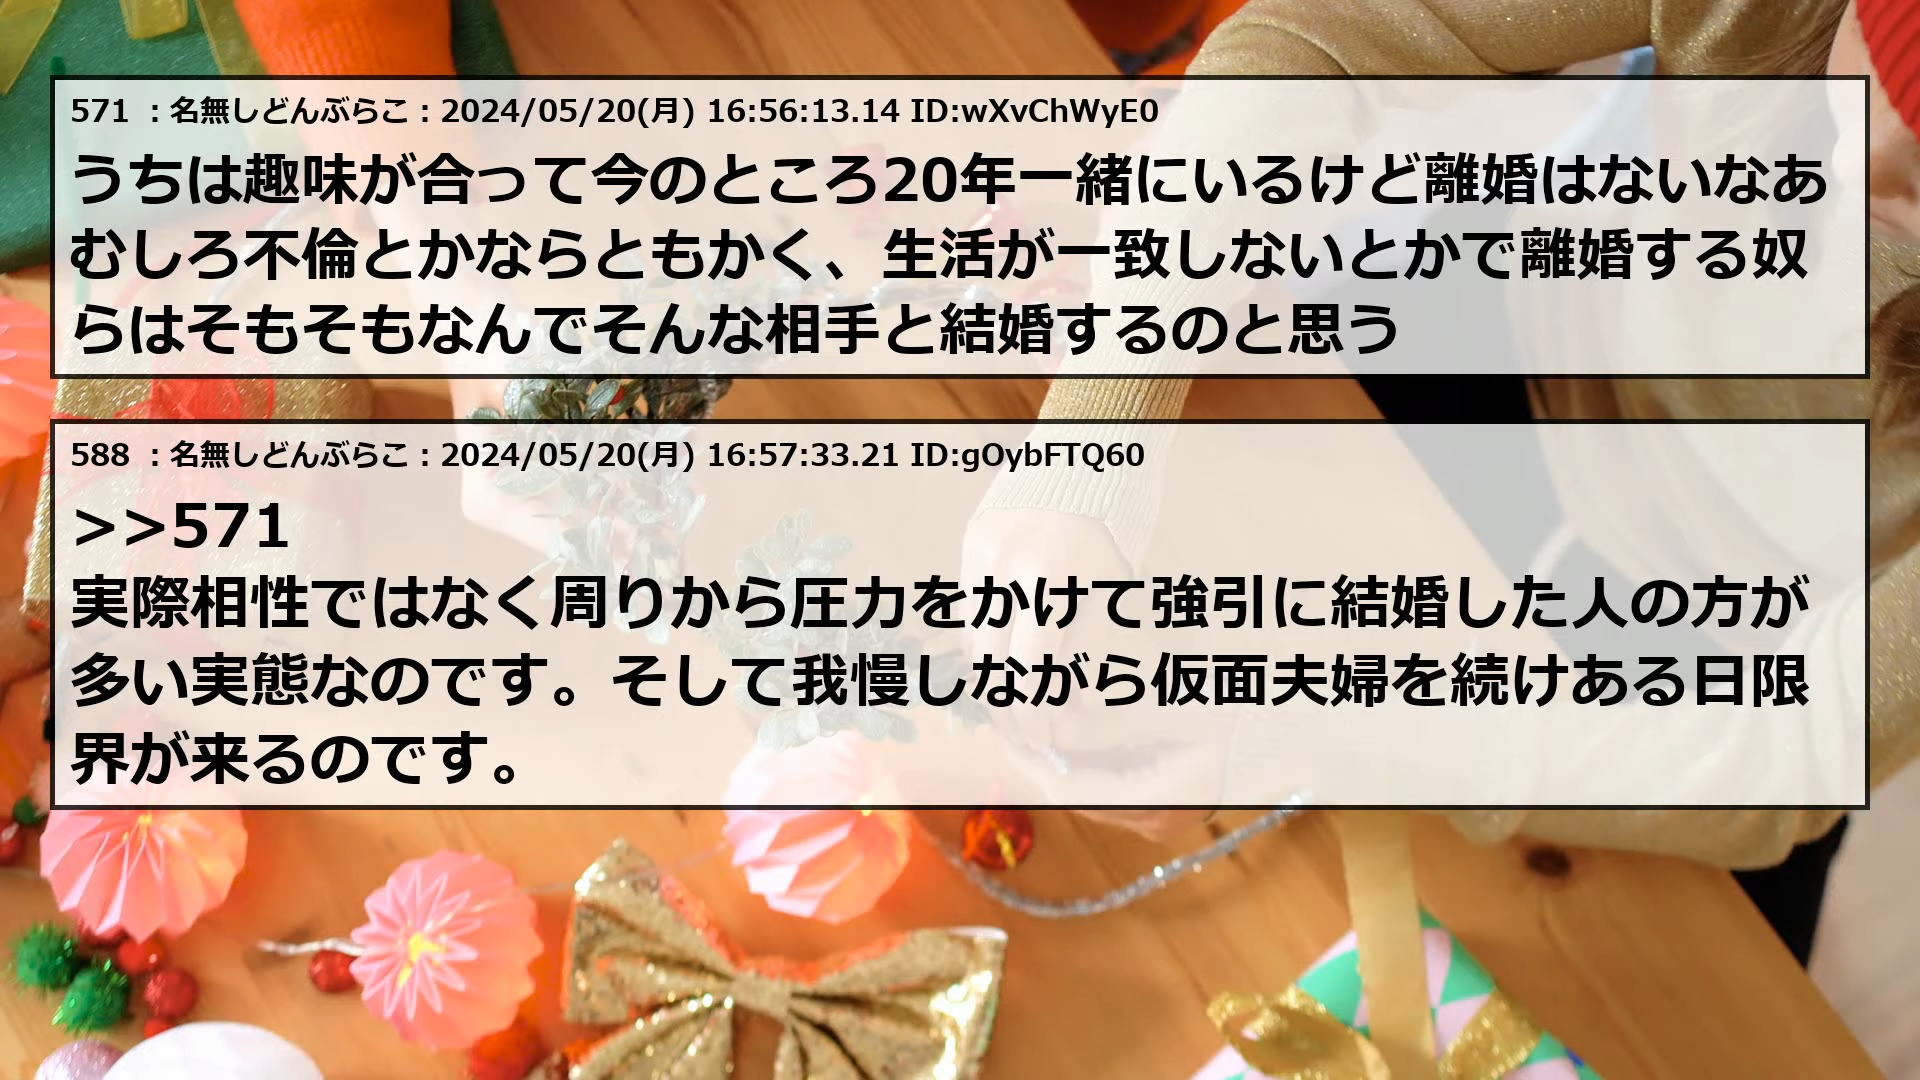 571 ：名無しどんぶらこ：2024/05/20(月) 16:56:13.14 ID:wXvChWyE0
うちは趣味が合って今のところ20年一緒にいるけど離婚はないなあ
むしろ不倫とかならともかく、生活が一致しないとかで離婚する奴
らはそもそもなんでそんな相手と結婚するのと思う
588 ：名無しどんぶらこ：2024/05/20(月) 16:57:33.21 ID:gOybFTQ60
>>571
実際相性ではなく周りから圧力をかけて強引に結婚した人の方が
多い実態なのです。そして我慢しながら仮面夫婦を続けある日限
界が来るのです。